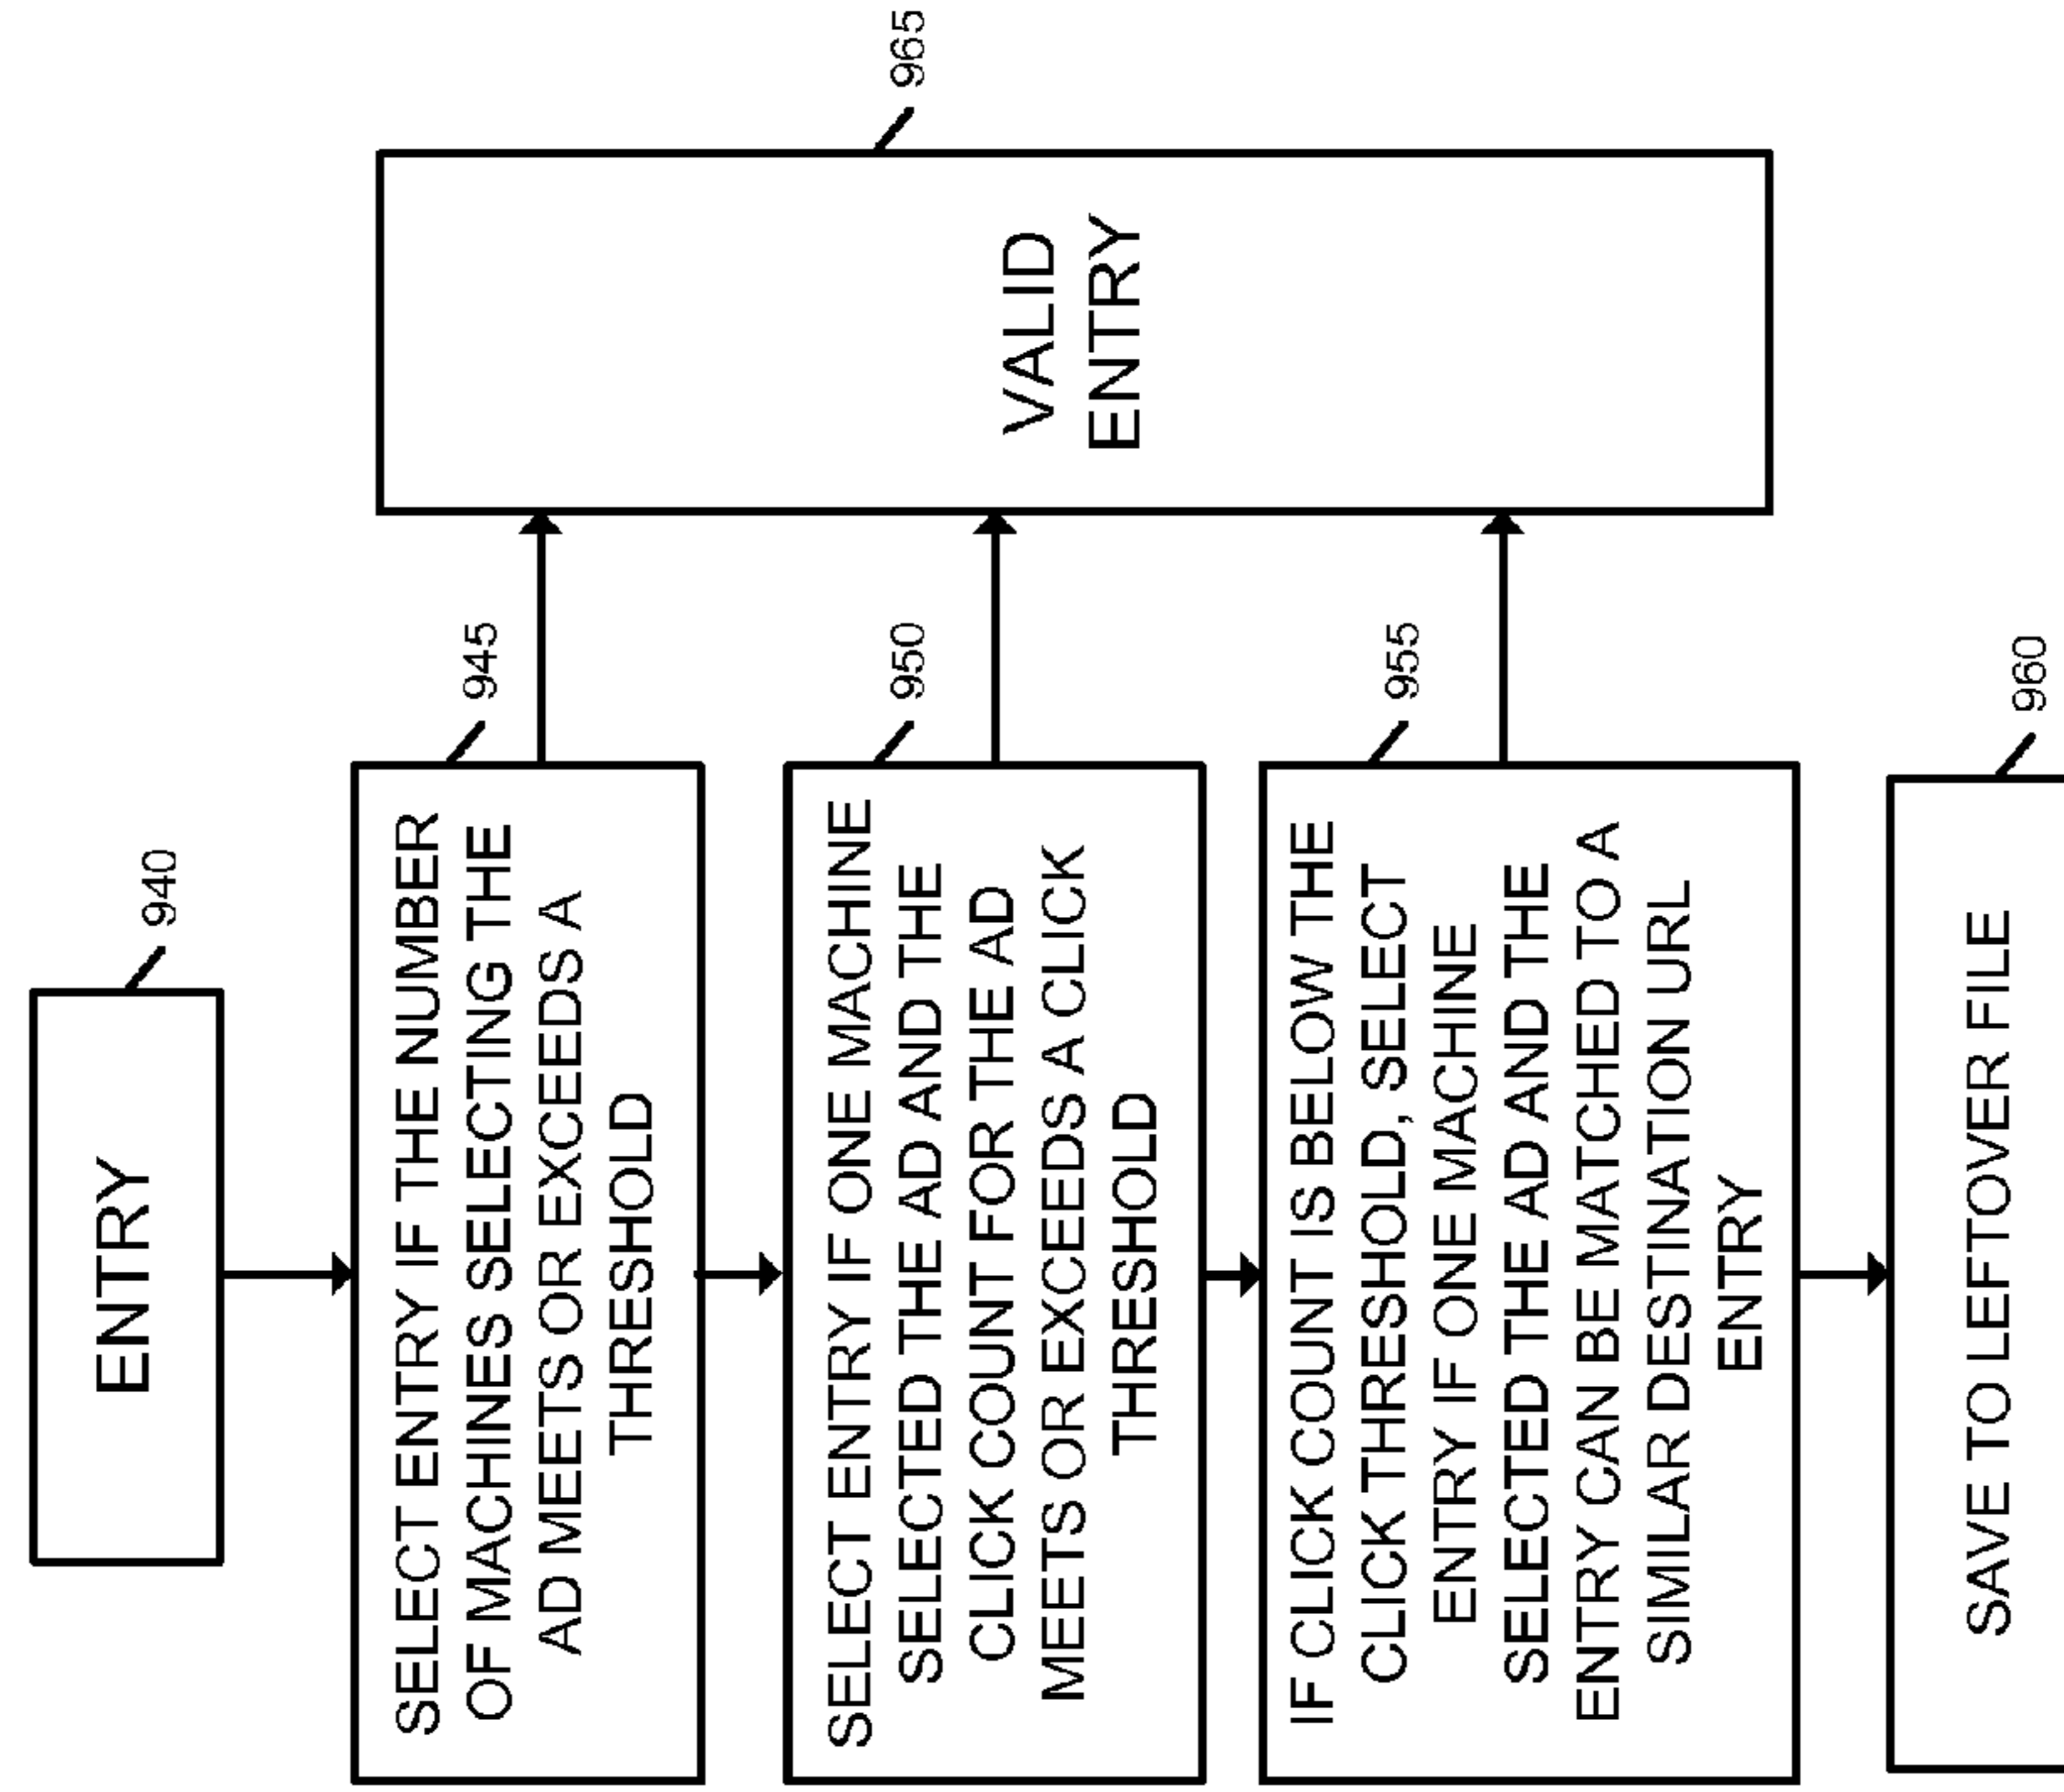 ENTRY
940
SELECT ENTRY IF THE NUMBER
OF MACHINES SELECTING THE
AD MEETS OR EXCEEDS A
THRESHOLD
945
SELECT ENTRY IF ONE MACHINE
SELECTED THE AD AND THE
CLICK COUNT FOR THE AD
MEETS OR EXCEEDS A CLICK
THRESHOLD
950
IF CLICK COUNT IS BELOW THE
CLICK THRESHOLD, SELECT
ENTRY IF ONE MACHINE
SELECTED THE AD AND THE
ENTRY CAN BE MATCHED TO A
SIMILAR DESTINATION URL
ENTRY
955
SAVE TO LEFTOVER FILE
960
VALID
ENTRY
965